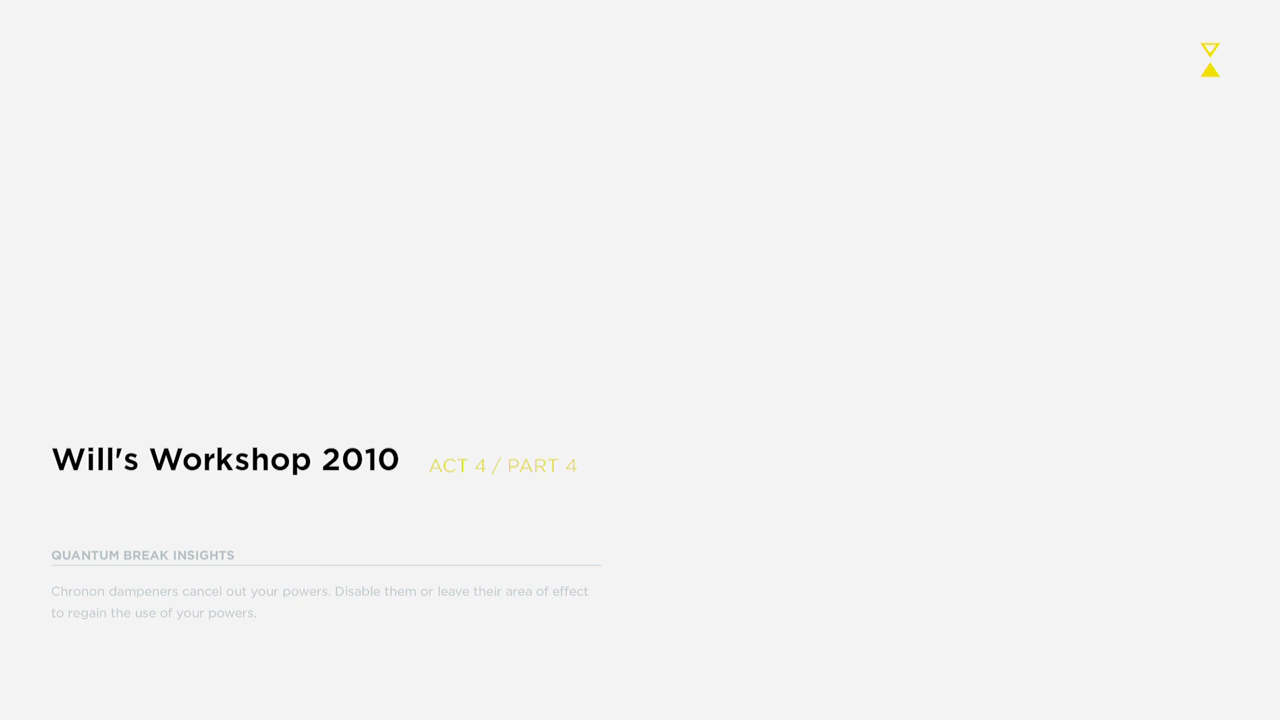 Will's Workshop 2010 ACT 4 / PART 4
QUANTUM BREAK INSIGHTS
Chronon dampeners cancel out your powers. Disable them or leave their area of effect
to regain the use of your powers.